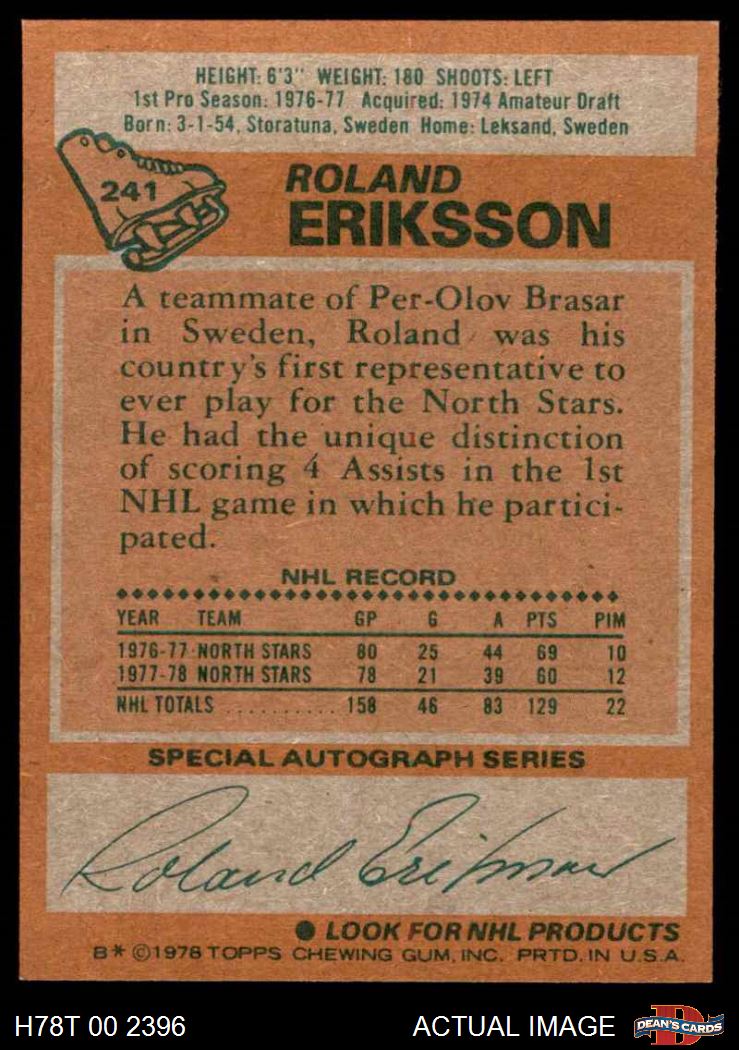 HEIGHT: 6'3" WEIGHT: 180 SHOOTS: LEFT
1st Pro Season: 1976-77 Acquired: 1974 Amateur Draft
Born: 3-1-54, Storatuna, Sweden Home: Leksand, Sweden
241
ROLAND
ERIKSSON
A teammate of Per-Olov Brasar
in Sweden, Roland was his
country's first representative to
ever play for the North Stars.
He had the unique distinction
of scoring 4 Assists in the 1st
NHL game in which he partici-
pated.
NHL RECORD
YEAR TEAM GP G A PTS PIM
1976-77 NORTH STARS 80 25 44 69 10
1977-78 NORTH STARS 78 21 39 60 12
NHL TOTALS .......... 158 46 83 129 22
SPECIAL AUTOGRAPH SERIES
Roland Eriksson
● LOOK FOR NHL PRODUCTS
B* ©1978 TOPPS CHEWING GUM, INC. PRTD. IN U.S.A.
H78T 00 2396 ACTUAL IMAGE
D
DEAN'S CARDS